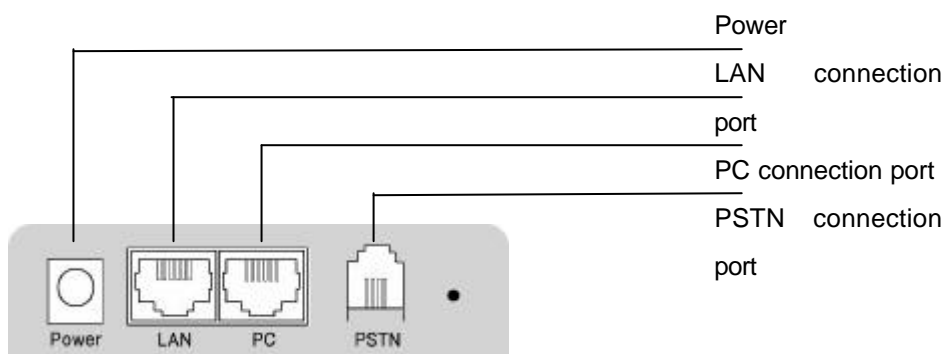 Power
LAN connection
port
PC connection port
PSTN connection
port
Power LAN PC PSTN